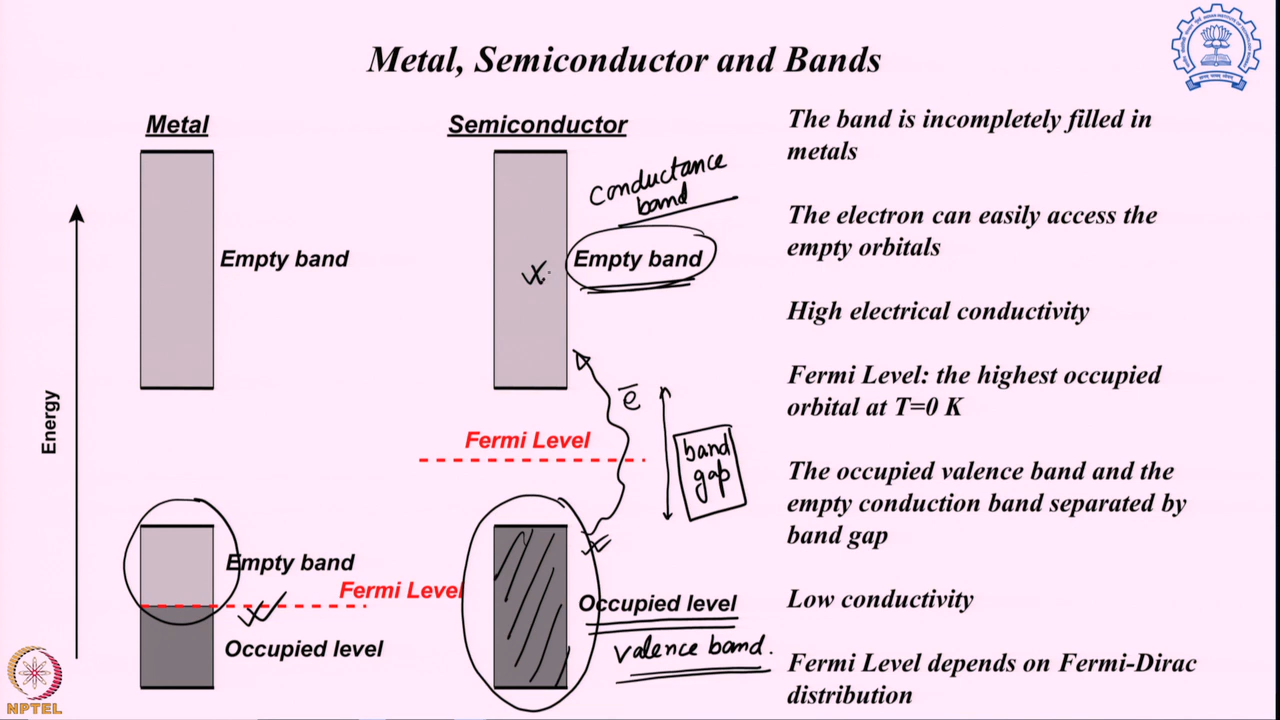 Metal, Semiconductor and Bands
Metal
Empty band
Empty band
Fermi Level
Occupied level
Energy
Semiconductor
Conductance
band
Empty band
e
Fermi Level
band
gap
Occupied level
valence band.
The band is incompletely filled in
metals
The electron can easily access the
empty orbitals
High electrical conductivity
Fermi Level: the highest occupied
orbital at T=0 K
The occupied valence band and the
empty conduction band separated by
band gap
Low conductivity
Fermi Level depends on Fermi-Dirac
distribution
NPTEL